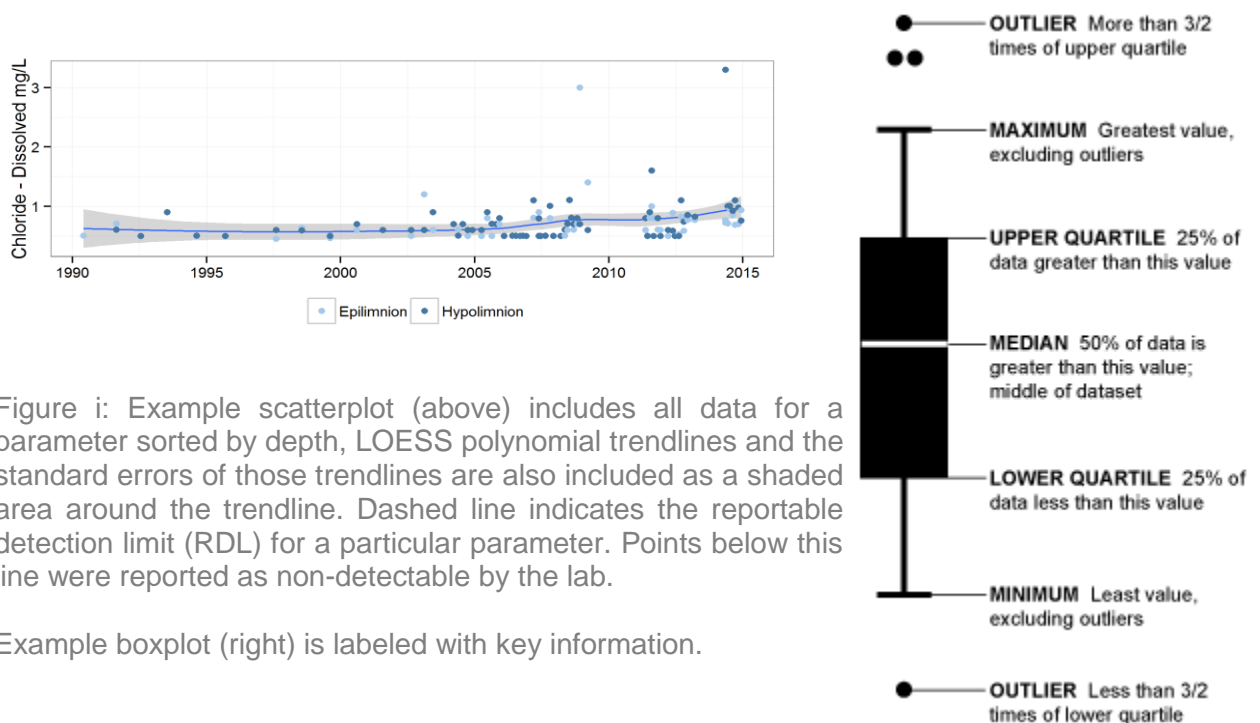 Chloride - Dissolved mg/L
3
2
1
1990 1995 2000 2005 2010 2015
Epilimnion Hypolimnion
Figure i: Example scatterplot (above) includes all data for a
parameter sorted by depth, LOESS polynomial trendlines and the
standard errors of those trendlines are also included as a shaded
area around the trendline. Dashed line indicates the reportable
detection limit (RDL) for a particular parameter. Points below this
line were reported as non-detectable by the lab.
Example boxplot (right) is labeled with key information.
OUTLIER More than 3/2
times of upper quartile
MAXIMUM Greatest value,
excluding outliers
UPPER QUARTILE 25% of
data greater than this value
MEDIAN 50% of data is
greater than this value;
middle of dataset
LOWER QUARTILE 25% of
data less than this value
MINIMUM Least value,
excluding outliers
OUTLIER Less than 3/2
times of lower quartile